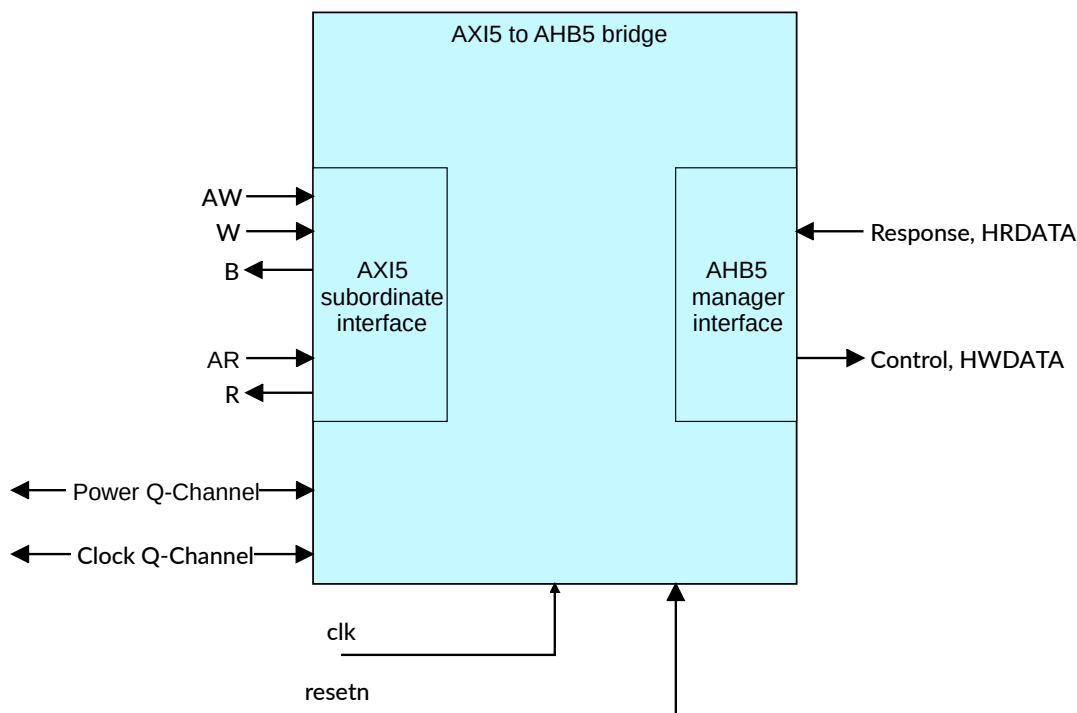 AXI5 to AHB5 bridge
AW
W
B
AR
R
AXI5
subordinate
interface
AHB5
manager
interface
Response, HRDATA
Control, HWDATA
Power Q-Channel
Clock Q-Channel
clk
resetn